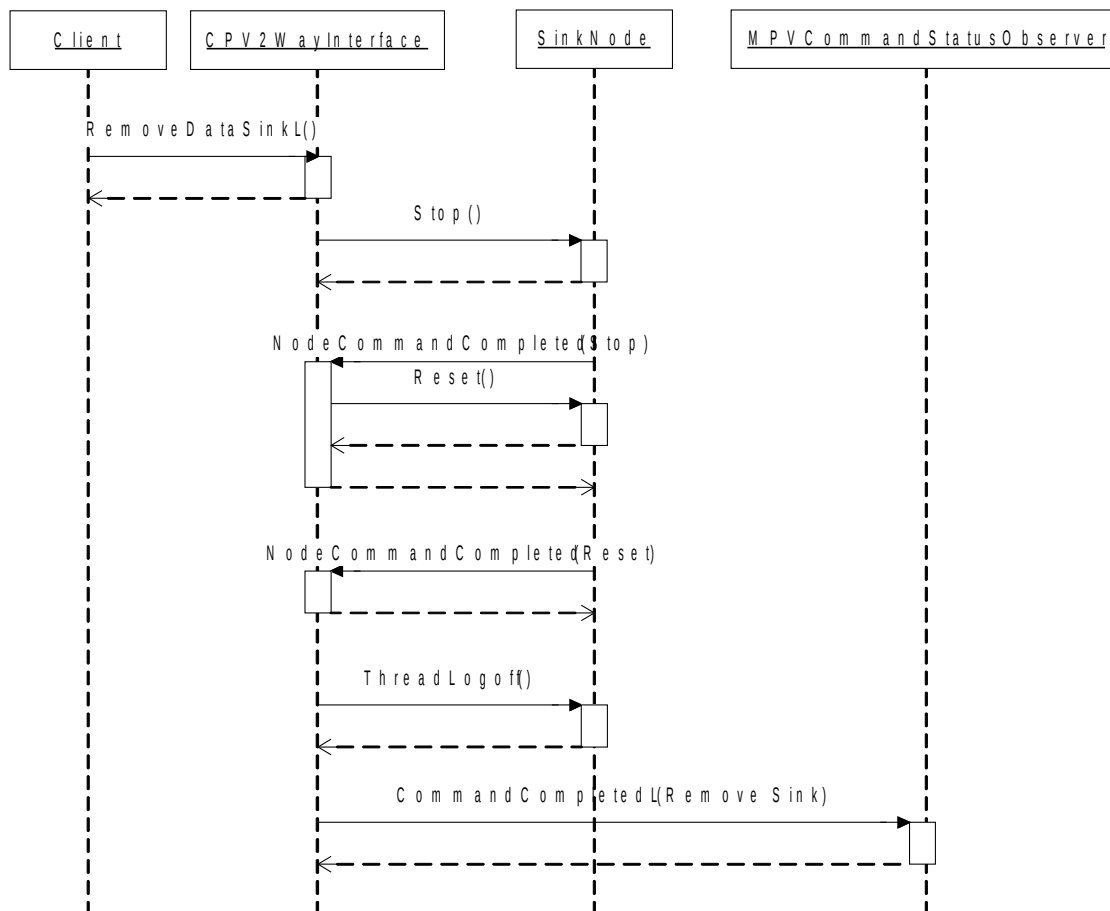 Client
CPV2WayInterface
SinkNode
MPVCommandStatusObserver
RemoveDataSinkL()
Stop()
NodeCommandCompleted(Stop)
Reset()
NodeCommandCompleted(Reset)
ThreadLogoff()
CommandCompletedL(Remove Sink)